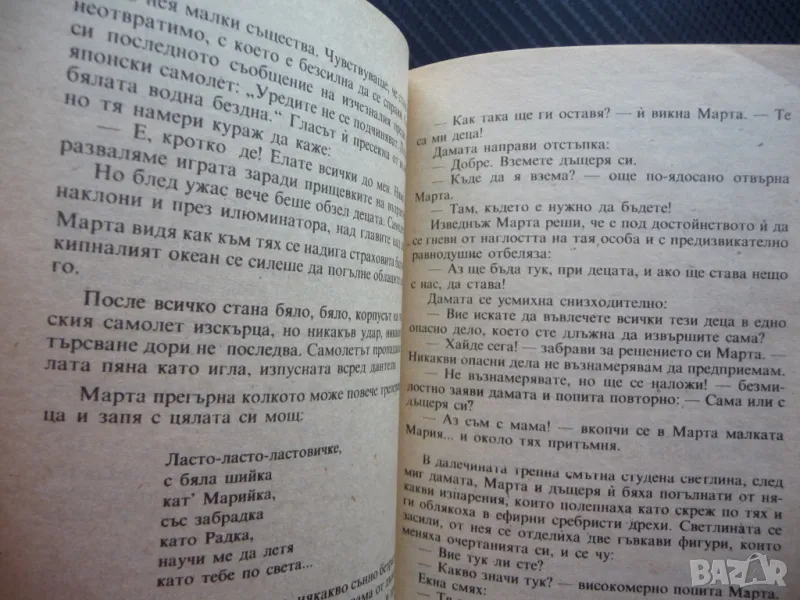 нея малки същества. Чувствуваше, че
неотвратимо, с което е безсилна да се справи.
си последното съобщение на изчезналия
японски самолет: „Уредите не се подчиняват.
бялата водна бездна.“ Гласът ѝ пресекна от
но тя намери кураж да каже:
— Е, кротко де! Елате всички до мен.
разваляме играта заради прищевките на
Но блед ужас вече беше обзел децата.
наклони и през илюминатора, над главите
Марта видя как към тях се надига страховита
кипналият океан се силеше да погълне
го.
После всичко стана бяло, бяло, корпусът на
ския самолет изскърца, но никакъв удар,
търсване дори не последва. Самолетът
лата пяна като игла, изпусната всред
Марта прегърна колкото може повече
ца и запя с цялата си мощ:
Ласто-ласто-ластовичке,
с бяла шийка
кат’ Марийка,
със забрадка
като Радка,
научи ме да летя
като тебе по света...
някакво сънно
— Как така ще ги оставя? — ѝ викна Марта. — Те
са ми деца!
Дамата направи отстъпка:
— Добре. Вземете дъщеря си.
— Къде да я взема? — още по-ядосано отвърна
Марта.
— Там, където е нужно да бъдете!
Изведнъж Марта реши, че е под достойнството ѝ да
се гневи от наглостта на тая особа и с предизвикателно
равнодушие отбеляза:
— Аз ще бъда тук, при децата, и ако ще става нещо
с нас, да става!
Дамата се усмихна снизходително:
— Вие искате да въвлечете всички тези деца в едно
опасно дело, което сте длъжна да извършите сама?
— Хайде сега! — забрави за решението си Марта. —
Никакви опасни дела не възнамерявам да предприемам.
— Не възнамерявате, но ще се наложи! — безми-
лостно заяви дамата и попита повторно: — Сама или с
дъщеря си?
— Аз съм с мама! — вкопчи се в Марта малката
Мария... и около тях притъмня.
В далечината трепна смътна студена светлина, след
миг дамата, Марта и дъщеря ѝ бяха погълнати от ня-
какви изпарения, които полепнаха като скреж по тях и
ги облякоха в ефирни сребристи дрехи. Светлината се
засили, от нея се отделиха две гъвкави фигури, които
меняха очертанията си, и се чу:
— Вие тук ли сте?
— Какво значи тук? — високомерно попита Марта.
Екна смях:
BAZAR